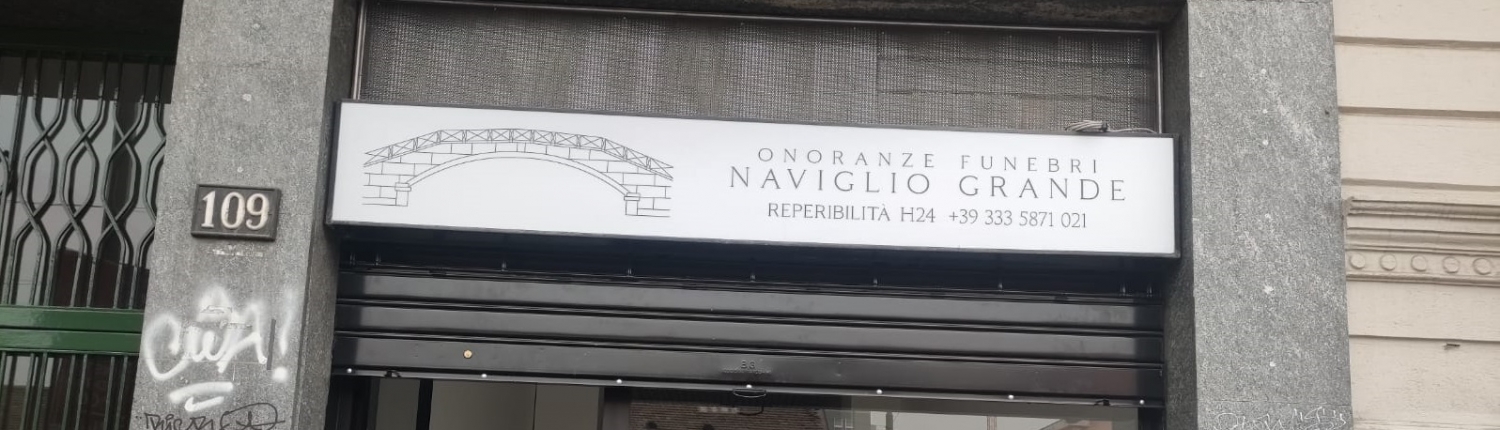 ONORANZE FUNEBRI
NAVIGLIO GRANDE
REPERIBILITÀ H24 +39 333 5871 021
109